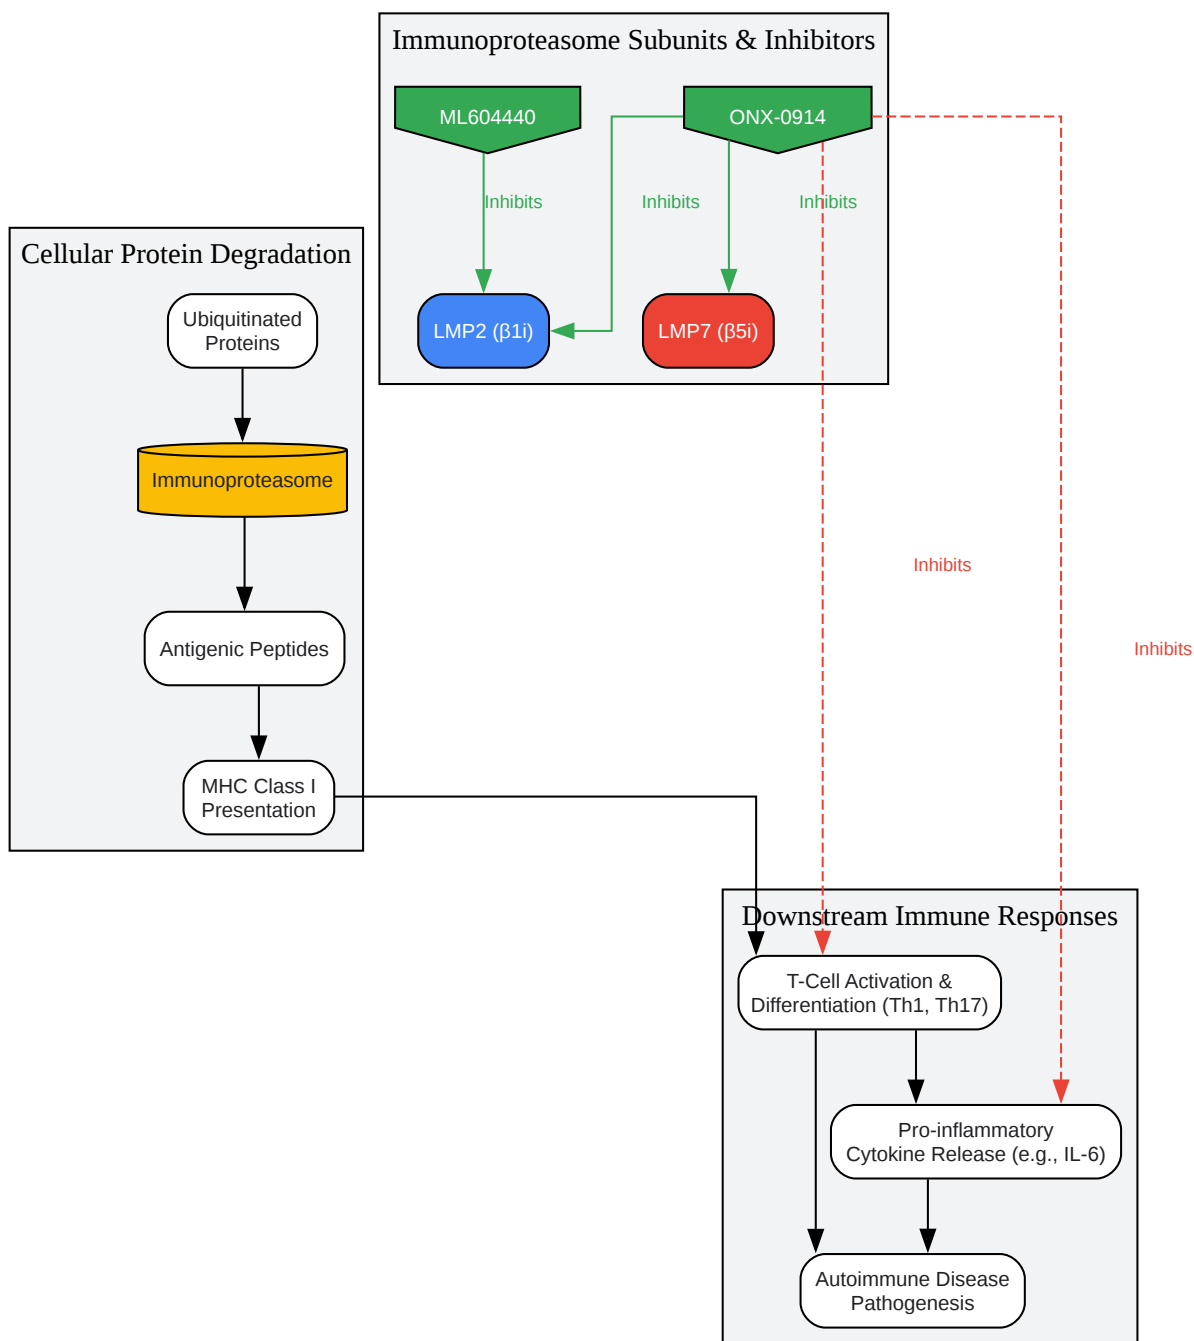 Immunoproteasome Subunits & Inhibitors
ML604440
ONX-0914
Inhibits
Inhibits
Inhibits
LMP2 (β1i)
LMP7 (β5i)
Cellular Protein Degradation
Ubiquitinated
Proteins
Immunoproteasome
Antigenic Peptides
MHC Class I
Presentation
Inhibits
Inhibits
Downstream Immune Responses
T-Cell Activation &
Differentiation (Th1, Th17)
Pro-inflammatory
Cytokine Release (e.g., IL-6)
Autoimmune Disease
Pathogenesis